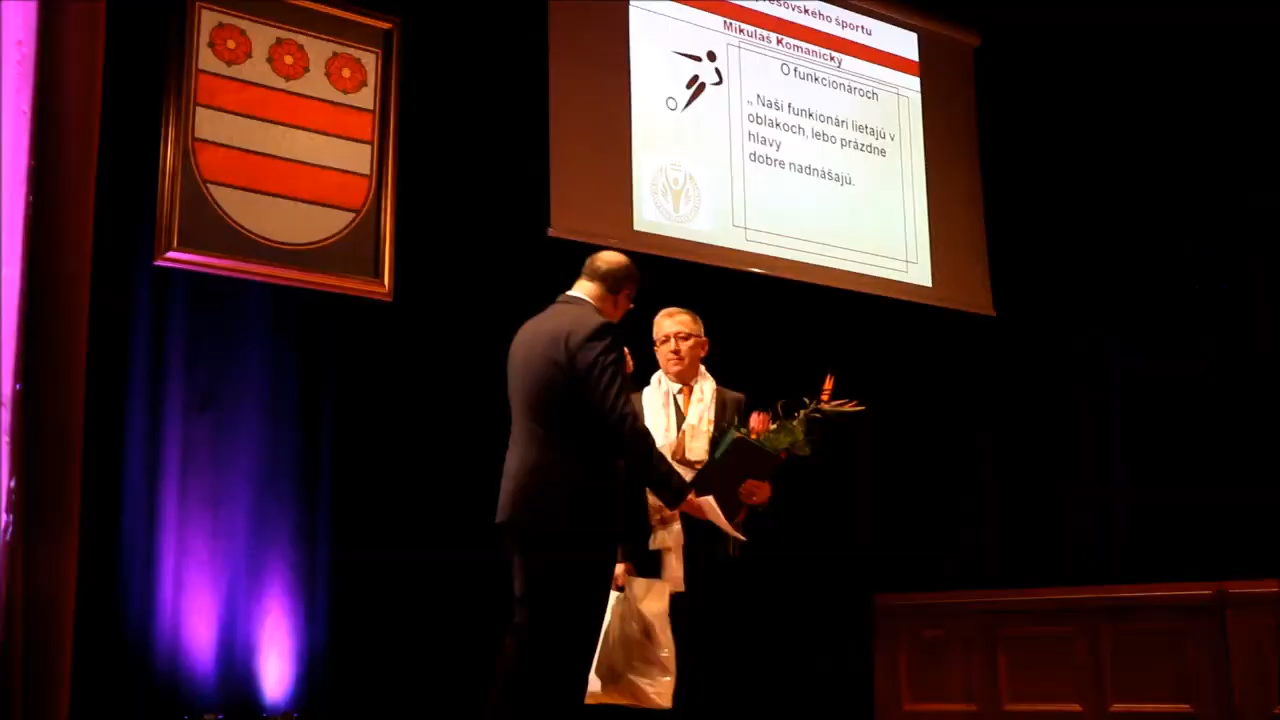 prešovského športu
Mikuláš Komanický
O funkcionároch
„ Naši funkionári lietajú v
oblakoch, lebo prázdne
hlavy
dobre nadnášajú.